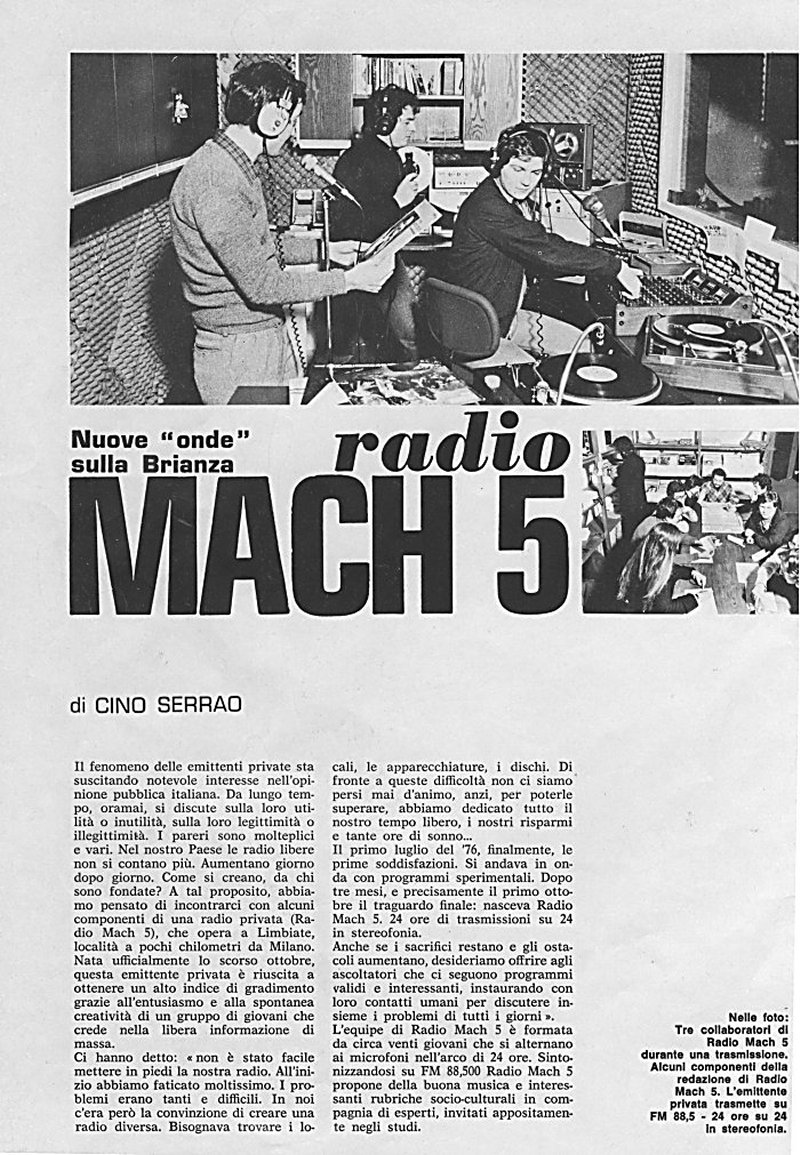 Nuove "onde"
sulla Brianza
radio
MACH 5
di CINO SERRAO
Il fenomeno delle emittenti private sta
suscitando notevole interesse nell'opi-
nione pubblica italiana. Da lungo tem-
po, oramai, si discute sulla loro uti-
lità o inutilità, sulla loro legittimità o
illegittimità. I pareri sono molteplici
e vari. Nel nostro Paese le radio libere
non si contano più. Aumentano giorno
dopo giorno. Come si creano, da chi
sono fondate? A tal proposito, abbia-
mo pensato di incontrarci con alcuni
componenti di una radio privata (Ra-
dio Mach 5), che opera a Limbiate,
località a pochi chilometri da Milano.
Nata ufficialmente lo scorso ottobre,
questa emittente privata è riuscita a
ottenere un alto indice di gradimento
grazie all'entusiasmo e alla spontanea
creatività di un gruppo di giovani che
crede nella libera informazione di
massa.
Ci hanno detto: « non è stato facile
mettere in piedi la nostra radio. All'ini-
zio abbiamo faticato moltissimo. I pro-
blemi erano tanti e difficili. In noi
c'era però la convinzione di creare una
radio diversa. Bisognava trovare i lo-
cali, le apparecchiature, i dischi. Di
fronte a queste difficoltà non ci siamo
persi mai d'animo, anzi, per poterle
superare, abbiamo dedicato tutto il
nostro tempo libero, i nostri risparmi
e tante ore di sonno...
Il primo luglio del '76, finalmente, le
prime soddisfazioni. Si andava in on-
da con programmi sperimentali. Dopo
tre mesi, e precisamente il primo otto-
bre il traguardo finale: nasceva Radio
Mach 5. 24 ore di trasmissioni su 24
in stereofonia.
Anche se i sacrifici restano e gli osta-
coli aumentano, desideriamo offrire agli
ascoltatori che ci seguono programmi
validi e interessanti, instaurando con
loro contatti umani per discutere in-
sieme i problemi di tutti i giorni ».
L'equipe di Radio Mach 5 è formata
da circa venti giovani che si alternano
ai microfoni nell'arco di 24 ore. Sinto-
nizzandosi su FM 88,500 Radio Mach 5
propone della buona musica e interes-
santi rubriche socio-culturali in com-
pagnia di esperti, invitati appositamen-
te negli studi.
Nelle foto:
Tre collaboratori di
Radio Mach 5
durante una trasmissione.
Alcuni componenti della
redazione di Radio
Mach 5. L'emittente
privata trasmette su
FM 88,5 - 24 ore su 24
in stereofonia.